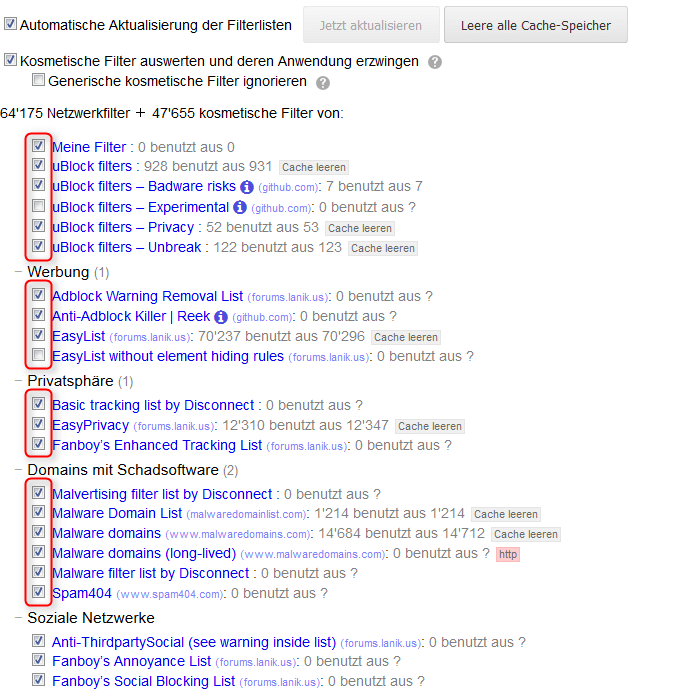 Automatische Aktualisierung der Filterlisten Jetzt aktualisieren Leere alle Cache-Speicher
Kosmetische Filter auswerten und deren Anwendung erzwingen ?
Generische kosmetische Filter ignorieren ?
64'175 Netzwerkfilter + 47'655 kosmetische Filter von:
Meine Filter : 0 benutzt aus 0
uBlock filters : 928 benutzt aus 931 Cache leeren
uBlock filters – Badware risks i (github.com): 7 benutzt aus 7
uBlock filters – Experimental i (github.com): 0 benutzt aus ?
uBlock filters – Privacy : 52 benutzt aus 53 Cache leeren
uBlock filters – Unbreak : 122 benutzt aus 123 Cache leeren
– Werbung (1)
Adblock Warning Removal List (forums.lanik.us): 0 benutzt aus ?
Anti-Adblock Killer | Reek i (github.com): 0 benutzt aus ?
EasyList (forums.lanik.us): 70'237 benutzt aus 70'296 Cache leeren
EasyList without element hiding rules (forums.lanik.us): 0 benutzt aus ?
– Privatsphäre (1)
Basic tracking list by Disconnect : 0 benutzt aus ?
EasyPrivacy (forums.lanik.us): 12'310 benutzt aus 12'347 Cache leeren
Fanboy’s Enhanced Tracking List (forums.lanik.us): 0 benutzt aus ?
– Domains mit Schadsoftware (2)
Malvertising filter list by Disconnect : 0 benutzt aus ?
Malware Domain List (malwaredomainlist.com): 1'214 benutzt aus 1'214 Cache leeren
Malware domains (www.malwaredomains.com): 14'684 benutzt aus 14'712 Cache leeren
Malware domains (long-lived) (www.malwaredomains.com): 0 benutzt aus ? http
Malware filter list by Disconnect : 0 benutzt aus ?
Spam404 (www.spam404.com): 0 benutzt aus ?
– Soziale Netzwerke
Anti-ThirdpartySocial (see warning inside list) (forums.lanik.us): 0 benutzt aus ?
Fanboy’s Annoyance List (forums.lanik.us): 0 benutzt aus ?
Fanboy’s Social Blocking List (forums.lanik.us): 0 benutzt aus ?